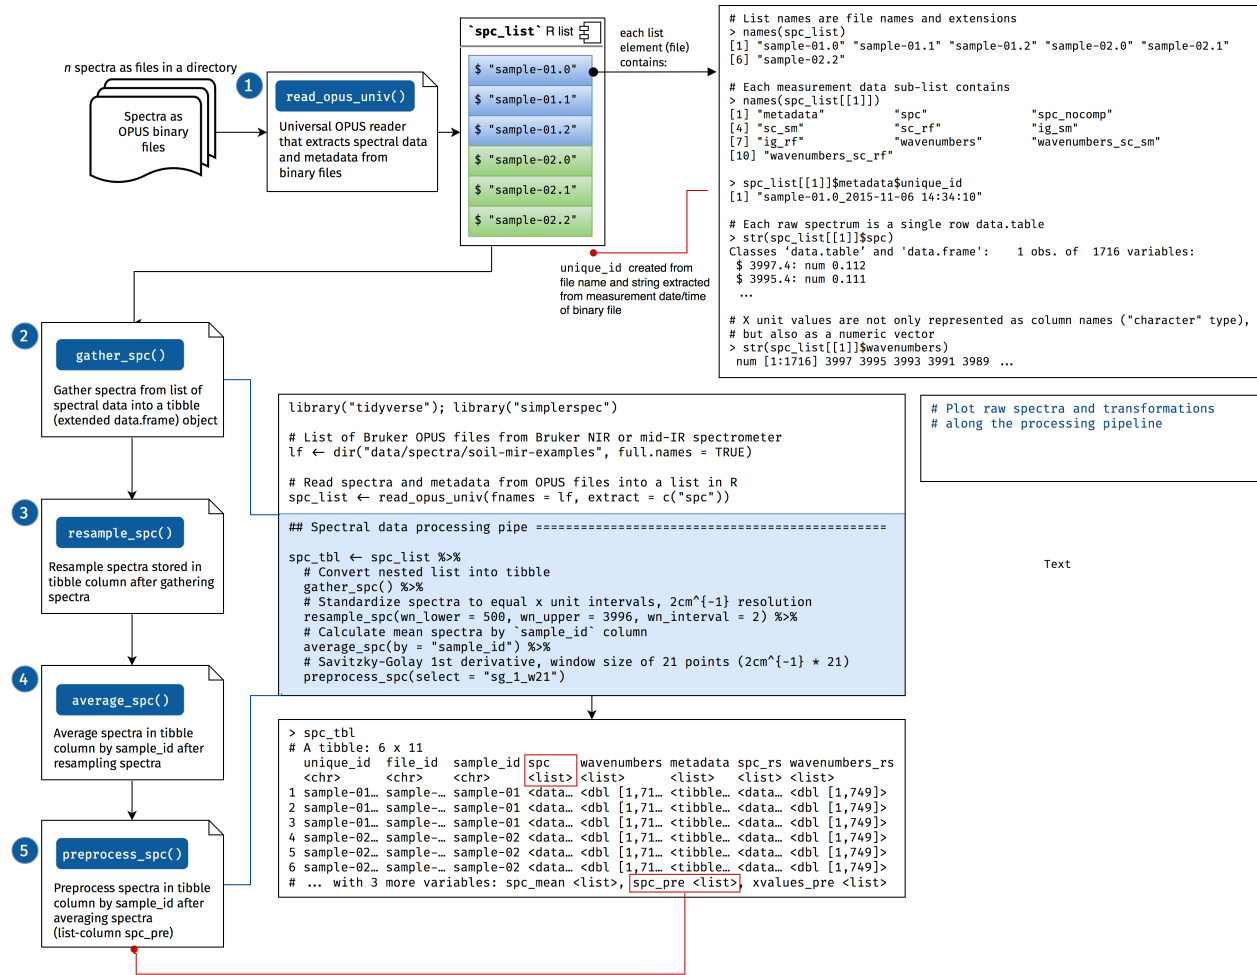 n spectra as files in a directory
Spectra as
OPUS binary
files
1
read_opus_univ()
Universal OPUS reader
that extracts spectral data
and metadata from
binary files
`spc_list` R list
$ "sample-01.0"
$ "sample-01.1"
$ "sample-01.2"
$ "sample-02.0"
$ "sample-02.1"
$ "sample-02.2"
each list
element (file)
contains:
# List names are file names and extensions
> names(spc_list)
[1] "sample-01.0" "sample-01.1" "sample-01.2" "sample-02.0" "sample-02.1"
[6] "sample-02.2"
# Each measurement data sub-list contains
> names(spc_list[[1]])
[1] "metadata" "spc" "spc_nocomp"
[4] "sc_sm" "sc_rf" "ig_sm"
[7] "ig_rf" "wavenumbers" "wavenumbers_sc_sm"
[10] "wavenumbers_sc_rf"
> spc_list[[1]]$metadata$unique_id
[1] "sample-01.0_2015-11-06 14:34:10"
# Each raw spectrum is a single row data.table
> str(spc_list[[1]]$spc)
Classes ‘data.table’ and 'data.frame': 1 obs. of 1716 variables:
$ 3997.4: num 0.112
$ 3995.4: num 0.111
...
# X unit values are not only represented as column names ("character" type),
# but also as a numeric vector
> str(spc_list[[1]]$wavenumbers)
num [1:1716] 3997 3995 3993 3991 3989 ...
unique_id created from
file name and string extracted
from measurement date/time
of binary file
2
gather_spc()
Gather spectra from list of
spectral data into a tibble
(extended data.frame) object
3
resample_spc()
Resample spectra stored in
tibble column after gathering
spectra
4
average_spc()
Average spectra in tibble
column by sample_id after
resampling spectra
5
preprocess_spc()
Preprocess spectra in tibble
column by sample_id after
averaging spectra
(list-column spc_pre)
library("tidyverse"); library("simplerspec")
# List of Bruker OPUS files from Bruker NIR or mid-IR spectrometer
lf <- dir("data/spectra/soil-mir-examples", full.names = TRUE)
# Read spectra and metadata from OPUS files into a list in R
spc_list <- read_opus_univ(fnames = lf, extract = c("spc"))
## Spectral data processing pipe ===============================================
spc_tbl <- spc_list %>%
# Convert nested list into tibble
gather_spc() %>%
# Standardize spectra to equal x unit intervals, 2cm^{-1} resolution
resample_spc(wn_lower = 500, wn_upper = 3996, wn_interval = 2) %>%
# Calculate mean spectra by `sample_id` column
average_spc(by = "sample_id") %>%
# Savitzky-Golay 1st derivative, window size of 21 points (2cm^{-1} * 21)
preprocess_spc(select = "sg_1_w21")
# Plot raw spectra and transformations
# along the processing pipeline
Text
> spc_tbl
# A tibble: 6 x 11
unique_id file_id sample_id spc wavenumbers metadata spc_rs wavenumbers_rs
<chr> <chr> <chr> <list> <list> <list> <list> <list>
1 sample-01… sample-… sample-01 <data… <dbl [1,71… <tibble… <data… <dbl [1,749]>
2 sample-01… sample-… sample-01 <data… <dbl [1,71… <tibble… <data… <dbl [1,749]>
3 sample-01… sample-… sample-01 <data… <dbl [1,71… <tibble… <data… <dbl [1,749]>
4 sample-02… sample-… sample-02 <data… <dbl [1,71… <tibble… <data… <dbl [1,749]>
5 sample-02… sample-… sample-02 <data… <dbl [1,71… <tibble… <data… <dbl [1,749]>
6 sample-02… sample-… sample-02 <data… <dbl [1,71… <tibble… <data… <dbl [1,749]>
# ... with 3 more variables: spc_mean <list>, spc_pre <list>, xvalues_pre <list>